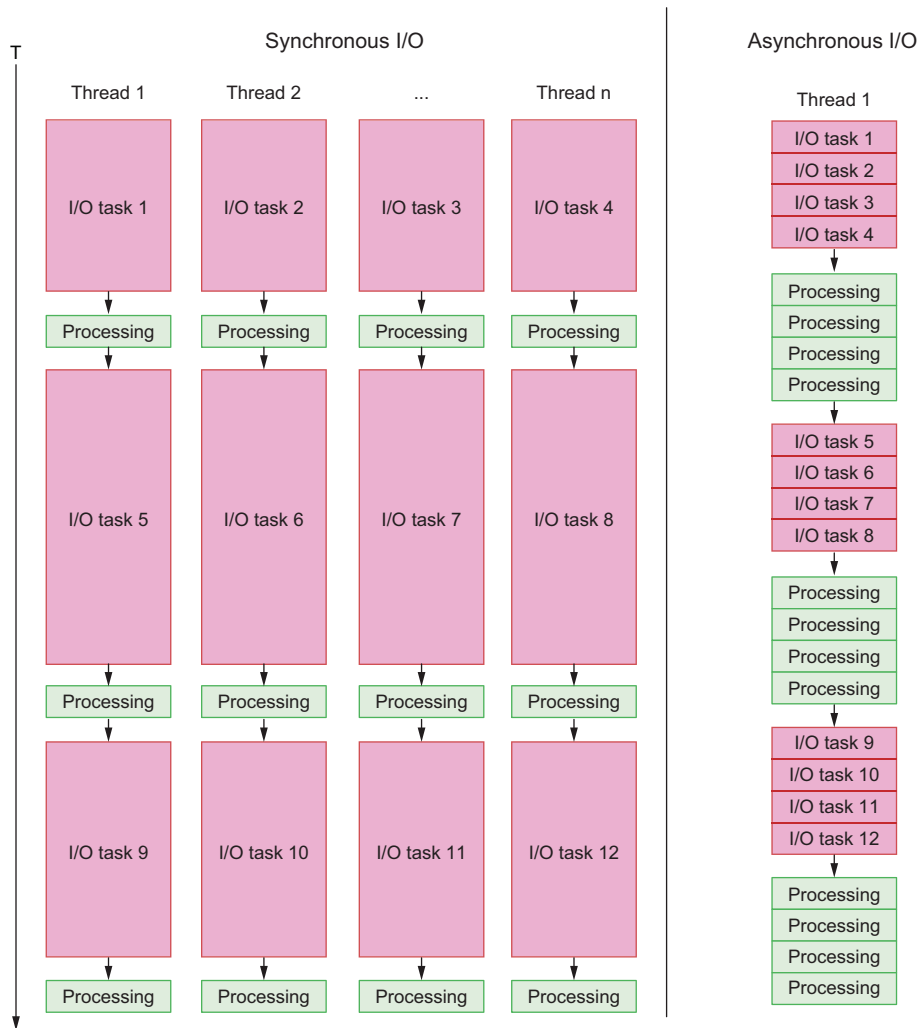 Synchronous I/O
Asynchronous I/O
T
Thread 1
Thread 2
...
Thread n
Thread 1
I/O task 1
I/O task 2
I/O task 3
I/O task 4
Processing
Processing
Processing
Processing
I/O task 5
I/O task 6
I/O task 7
I/O task 8
Processing
Processing
Processing
Processing
I/O task 9
I/O task 10
I/O task 11
I/O task 12
Processing
Processing
Processing
Processing
I/O task 1
I/O task 2
I/O task 3
I/O task 4
Processing
Processing
Processing
Processing
I/O task 5
I/O task 6
I/O task 7
I/O task 8
Processing
Processing
Processing
Processing
I/O task 9
I/O task 10
I/O task 11
I/O task 12
Processing
Processing
Processing
Processing